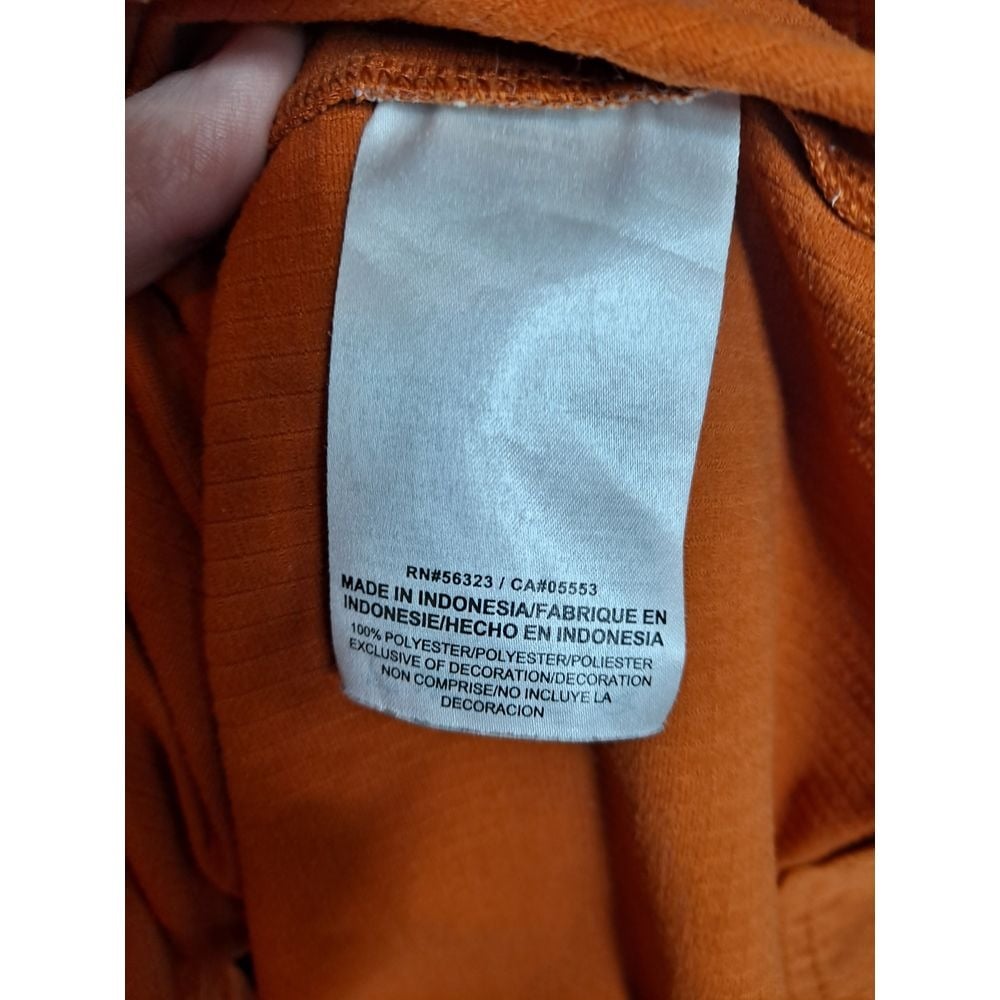 RN#56323 / CA#05553
MADE IN INDONESIA/FABRIQUE EN
INDONESIE/HECHO EN INDONESIA
100% POLYESTER/POLYESTER/POLIESTER
EXCLUSIVE OF DECORATION/DECORATION
NON COMPRISE/NO INCLUYE LA
DECORACION